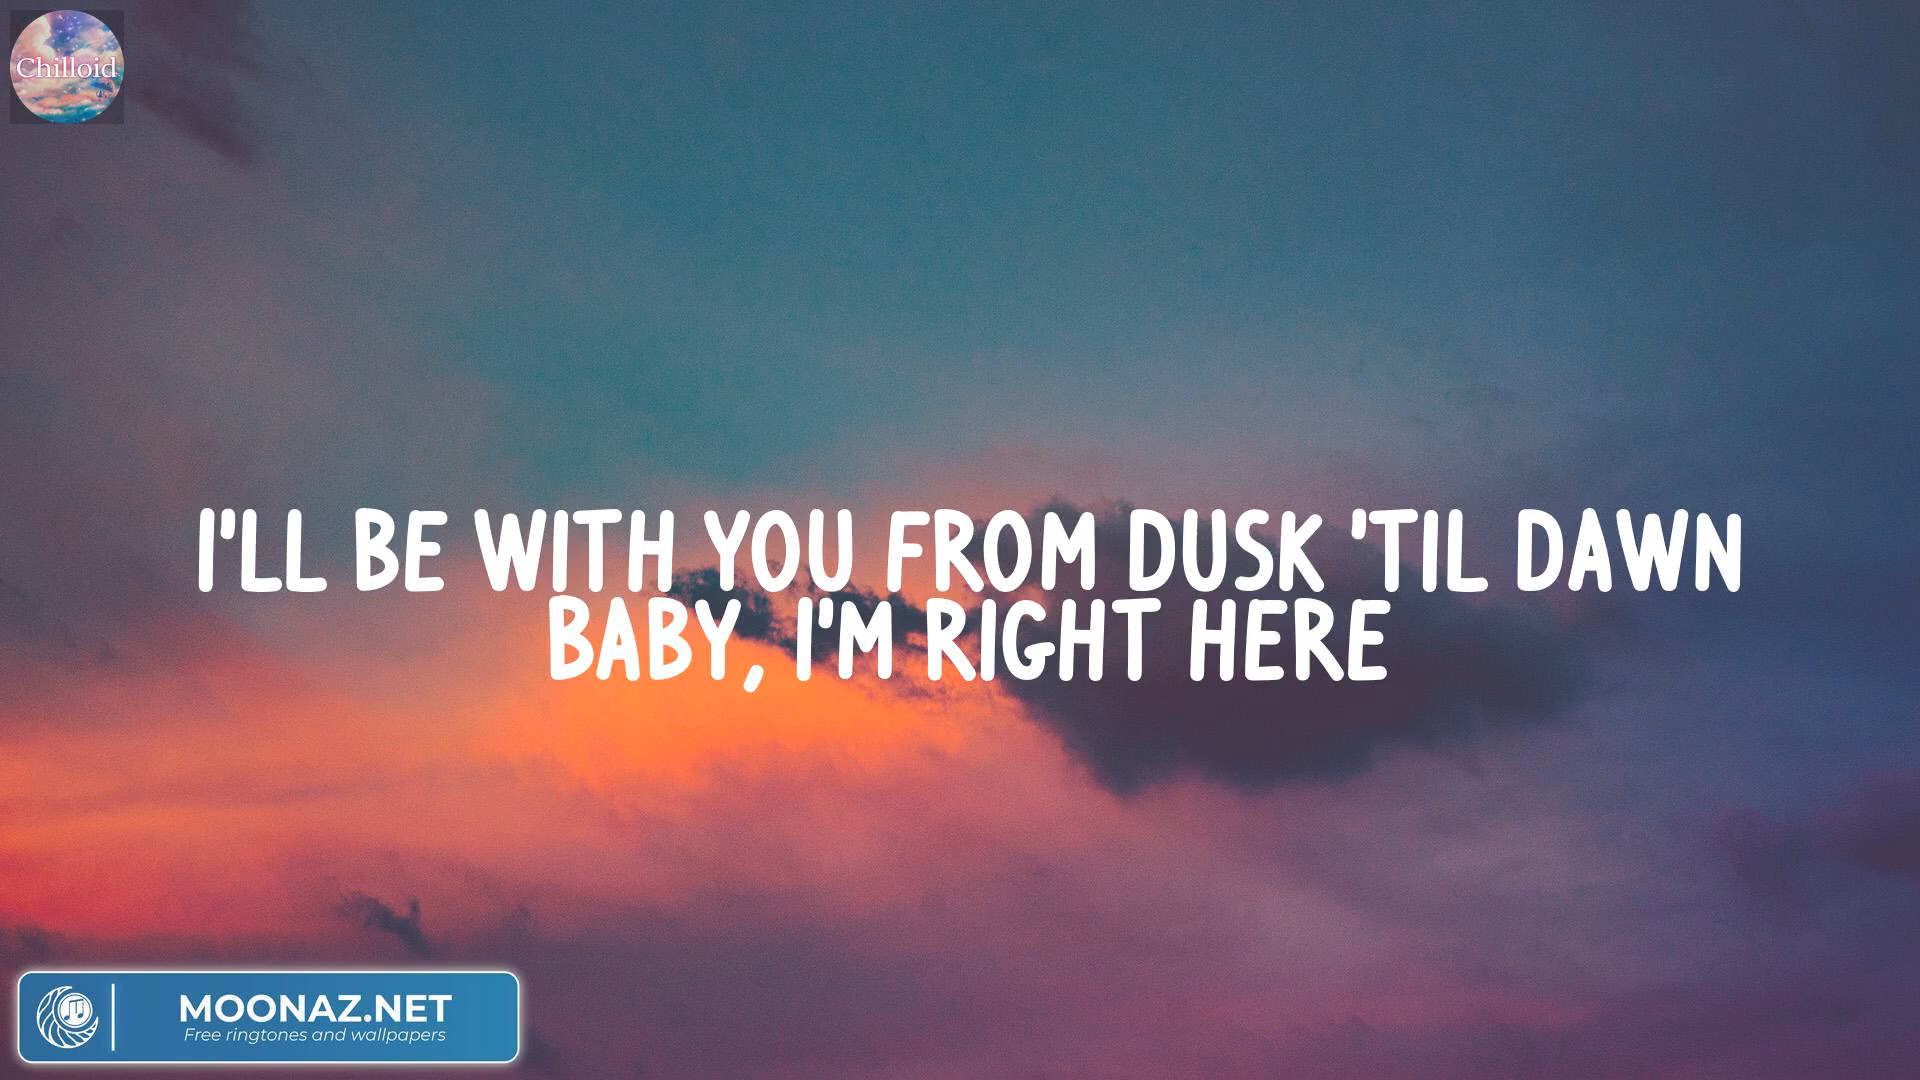 Chilloid
I'LL BE WITH YOU FROM DUSK 'TIL DAWN
BABY, I'M RIGHT HERE
MOONAZ.NET
Free ringtones and wallpapers